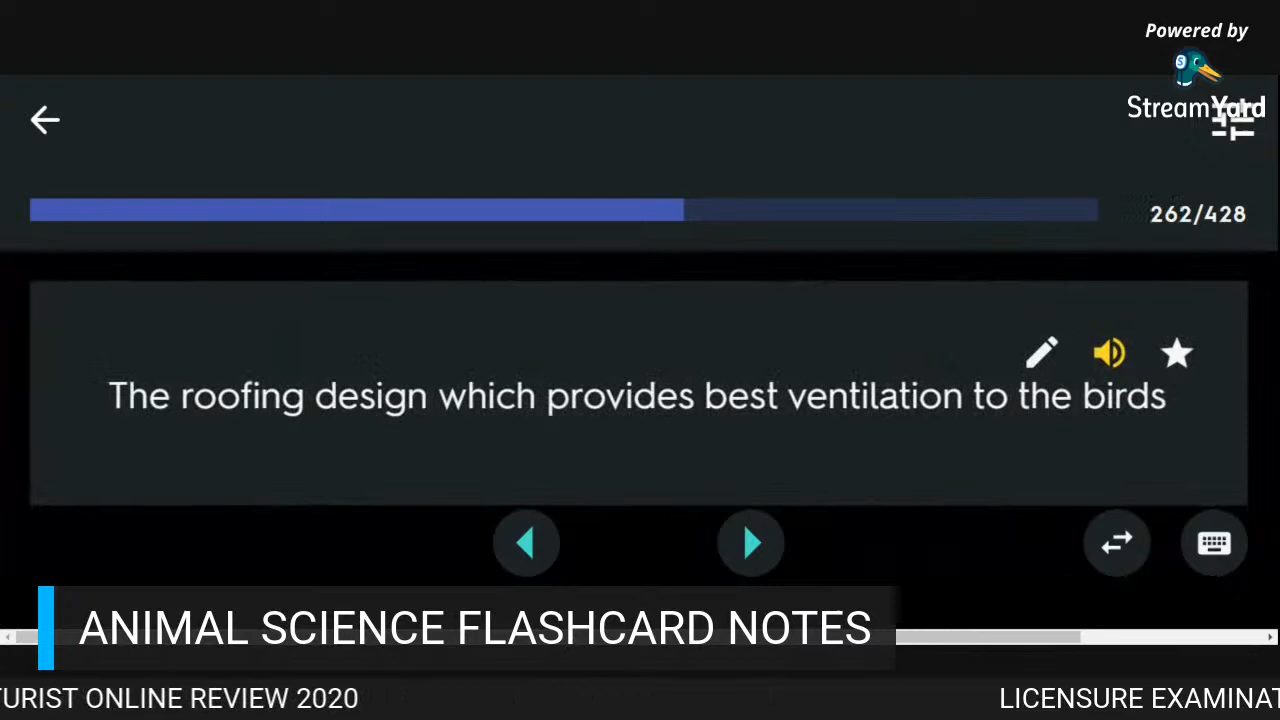 Powered by
StreamYard
262/428
The roofing design which provides best ventilation to the birds
ANIMAL SCIENCE FLASHCARD NOTES
TURIST ONLINE REVIEW 2020
LICENSURE EXAMINAT